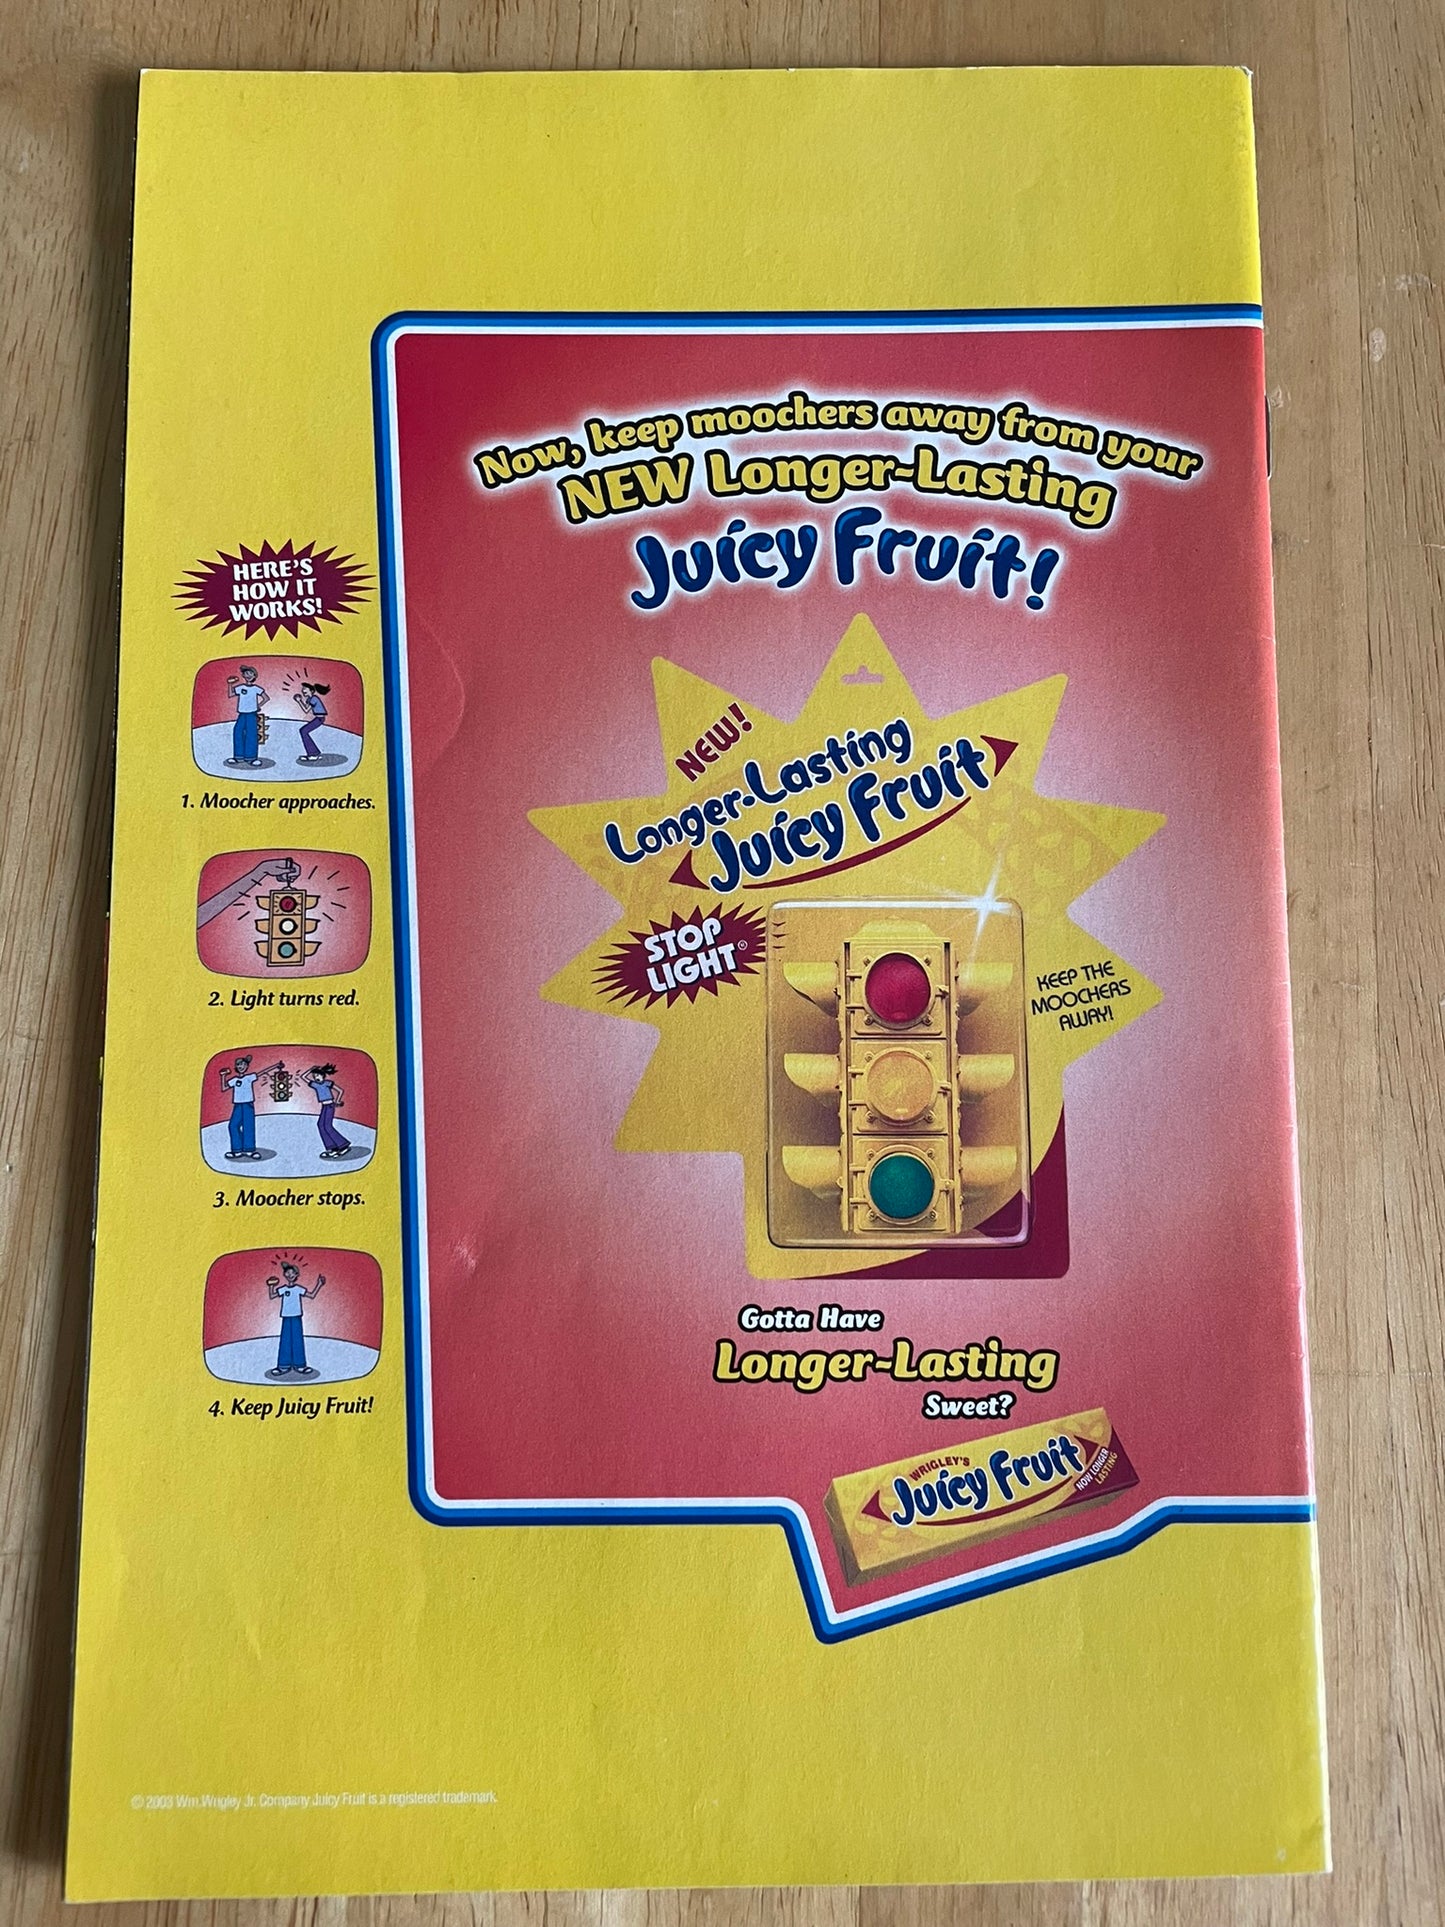 Now, keep moochers away from your
NEW Longer-Lasting
Juicy Fruit!
HERE'S
HOW IT
WORKS!
1. Moocher approaches.
2. Light turns red.
3. Moocher stops.
4. Keep Juicy Fruit!
NEW!
Longer-Lasting
Juicy Fruit
STOP
LIGHT®
KEEP THE
MOOCHERS
AWAY!
Gotta Have
Longer-Lasting
Sweet?
WRIGLEY'S
Juicy Fruit
NOW LONGER
LASTING
© 2003 Wm. Wrigley Jr. Company Juicy Fruit is a registered trademark.